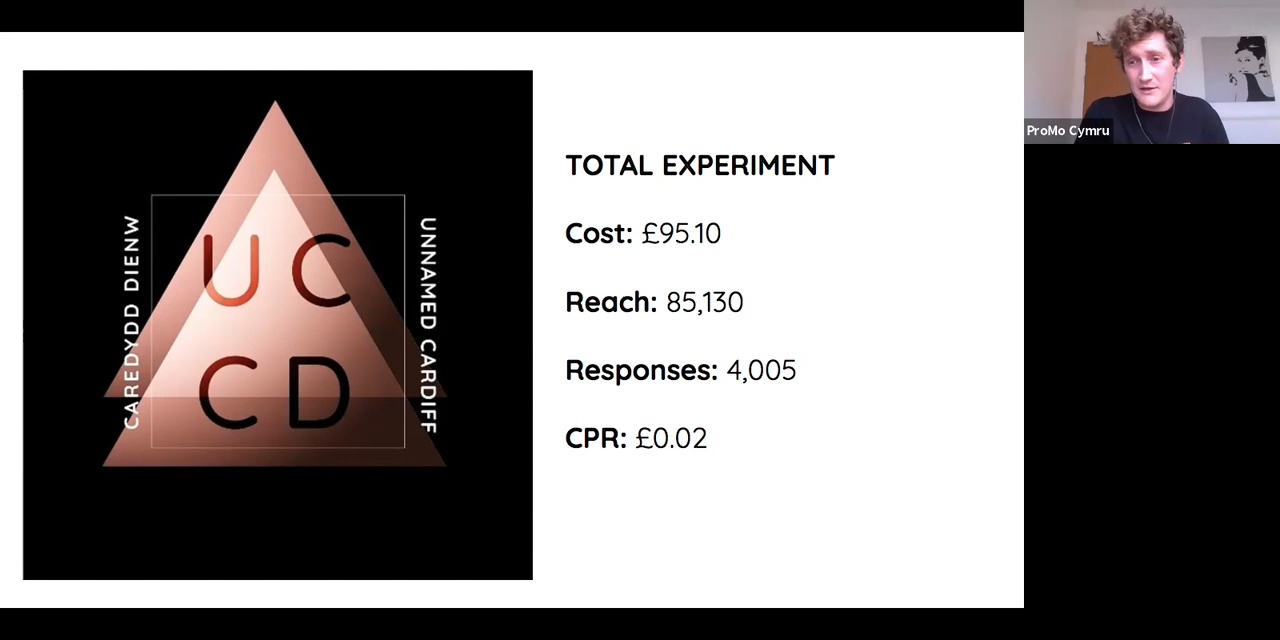 CAREDYDD DIENW
U C
C D
UNNAMED CARDIFF
TOTAL EXPERIMENT
Cost: £95.10
Reach: 85,130
Responses: 4,005
CPR: £0.02
ProMo Cymru